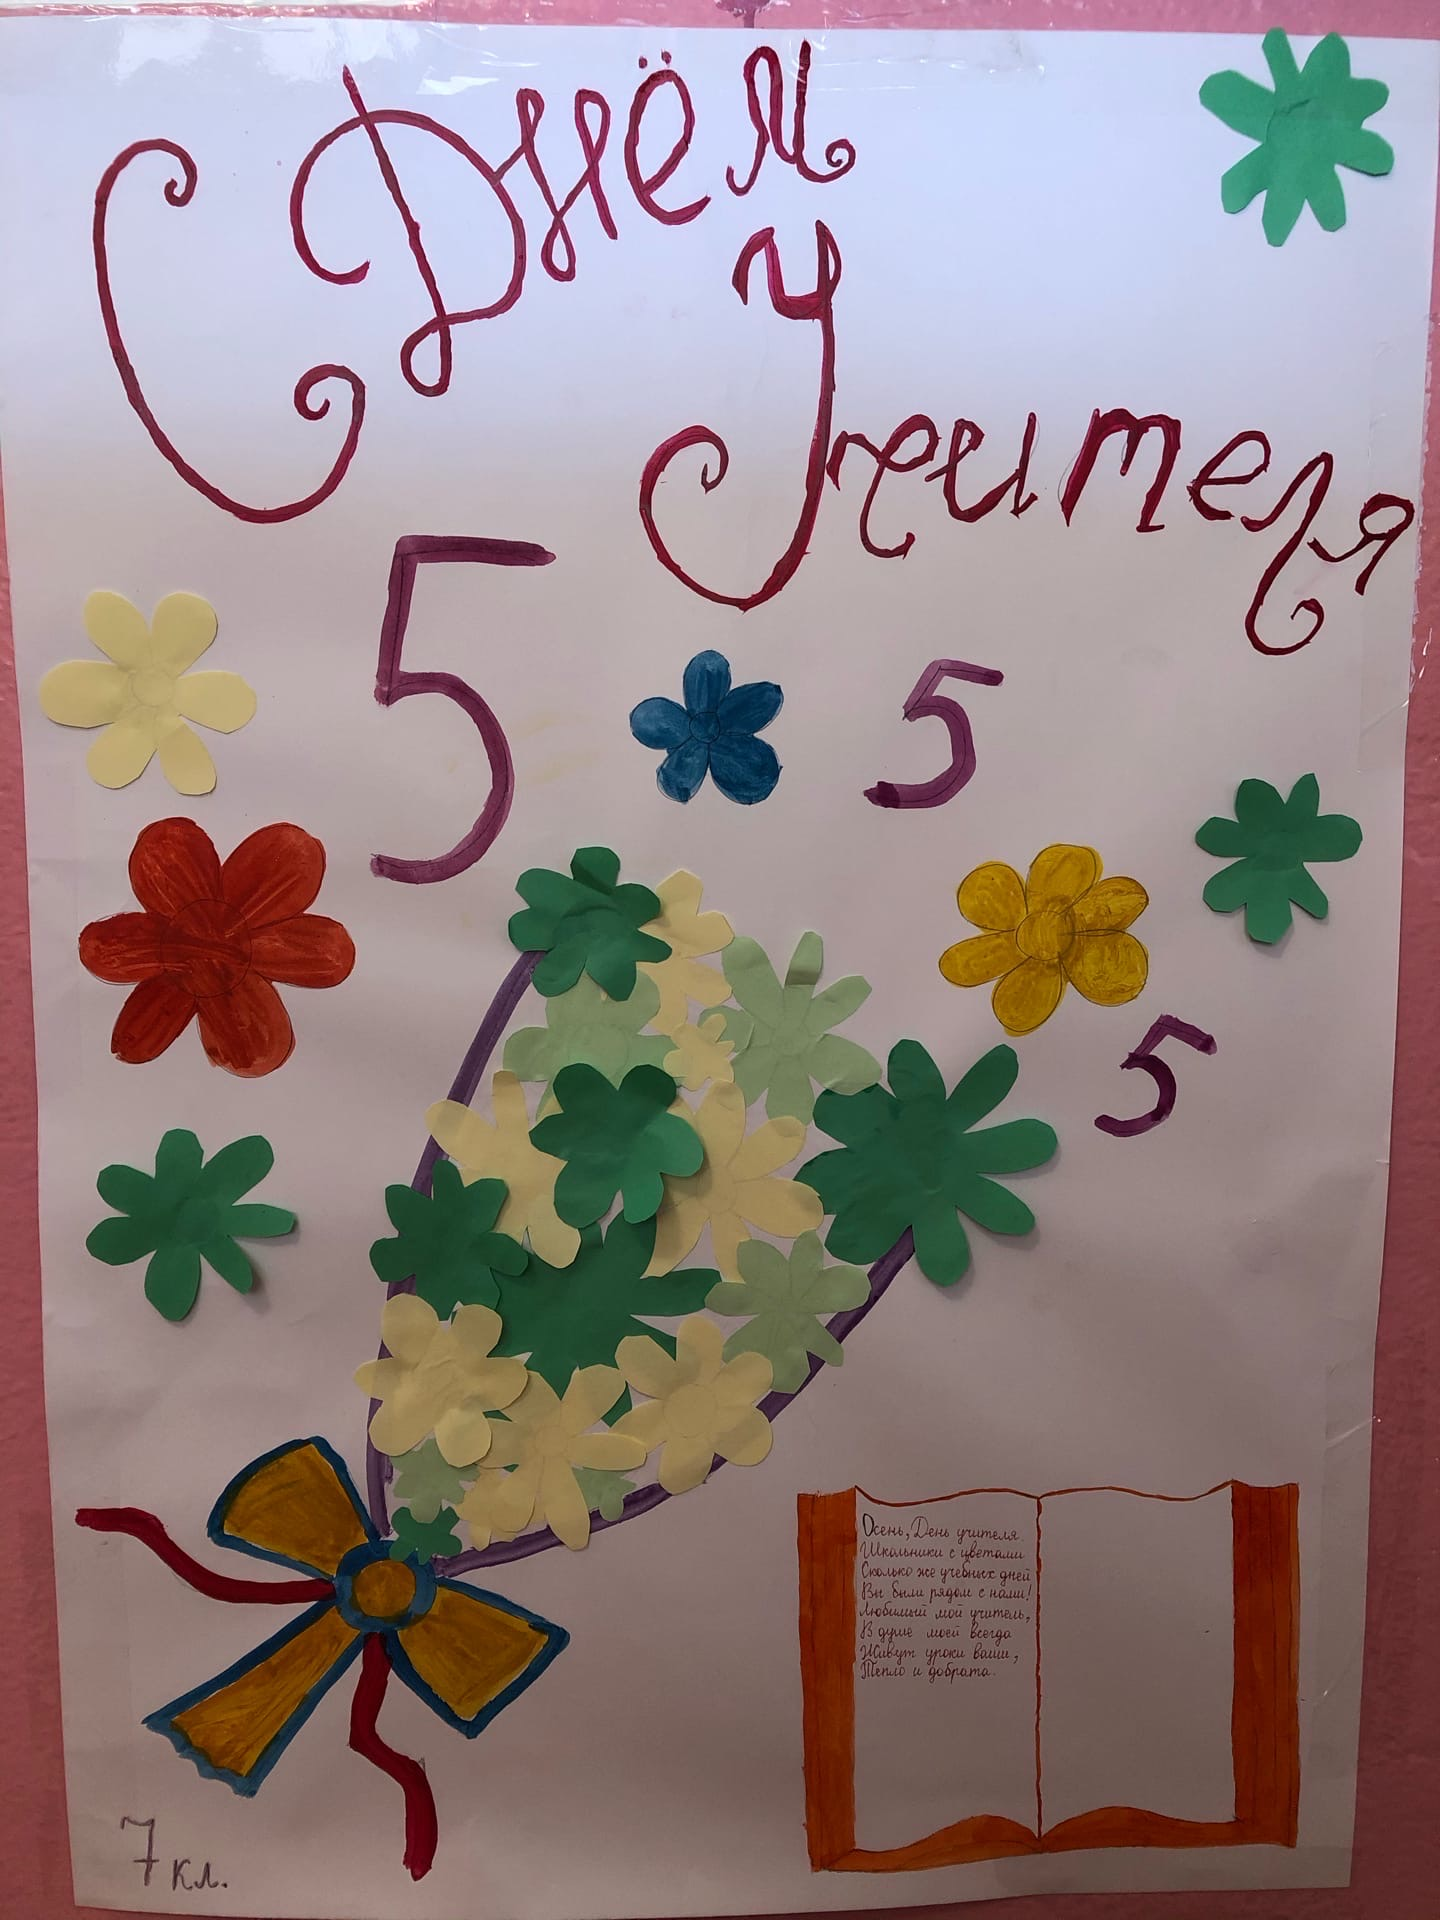 С Днём
Учителя
5
5
5
Осень, День учителя.
Школьники с цветами
Сколько же учебных дней
Вы были рядом с нами!
Любимый мой учитель,
В душе моей всегда
Живут уроки ваши,
Тепло и доброта.
7 кл.